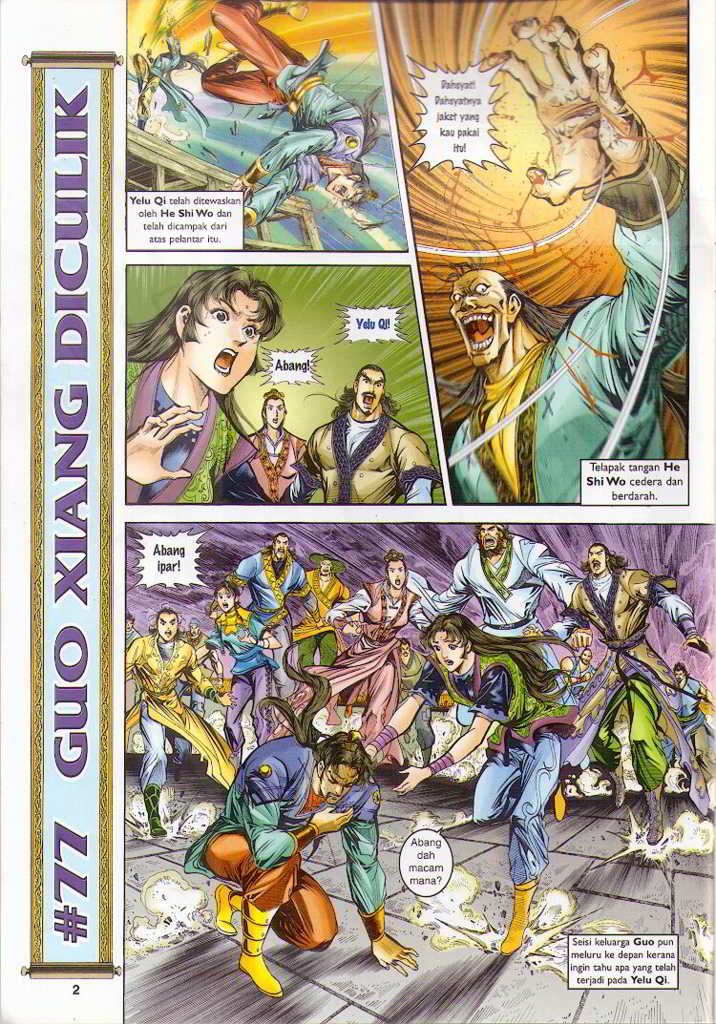 #77 GUO XIANG DICULIK
Yelu Qi telah ditewaskan
oleh He Shi Wo dan
telah dicampak dari
atas pelantar itu.
Dahsyat!
Dahsyatnya
jaket yang
kau pakai
itu!
Telapak tangan He
Shi Wo cedera dan
berdarah.
Yelu Qi!
Abang!
Abang
ipar!
Abang
dah
macam
mana?
Seisi keluarga Guo pun
meluru ke depan kerana
ingin tahu apa yang telah
terjadi pada Yelu Qi.
2